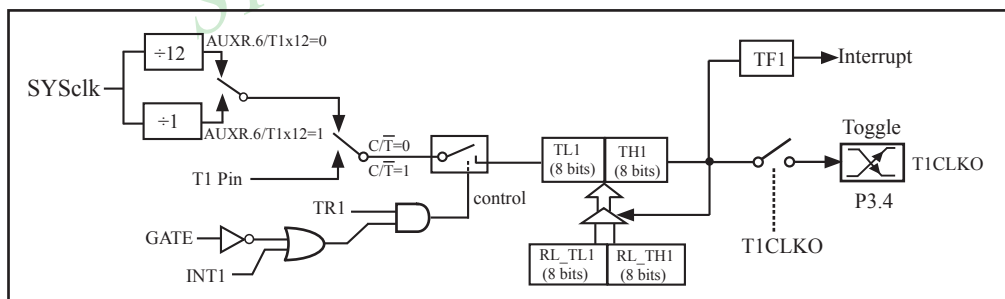 ÷12
AUXR.6/T1x12=0
SYSclk
÷1
AUXR.6/T1x12=1
T1 Pin
C/T̅=0
C/T̅=1
TR1
GATE
INT1
control
TL1
(8 bits)
TH1
(8 bits)
RL_TL1
(8 bits)
RL_TH1
(8 bits)
TF1
Interrupt
Toggle
T1CLKO
P3.4
T1CLKO